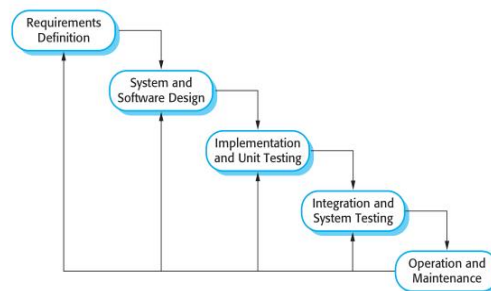 Requirements
Definition
System and
Software Design
Implementation
and Unit Testing
Integration and
System Testing
Operation and
Maintenance